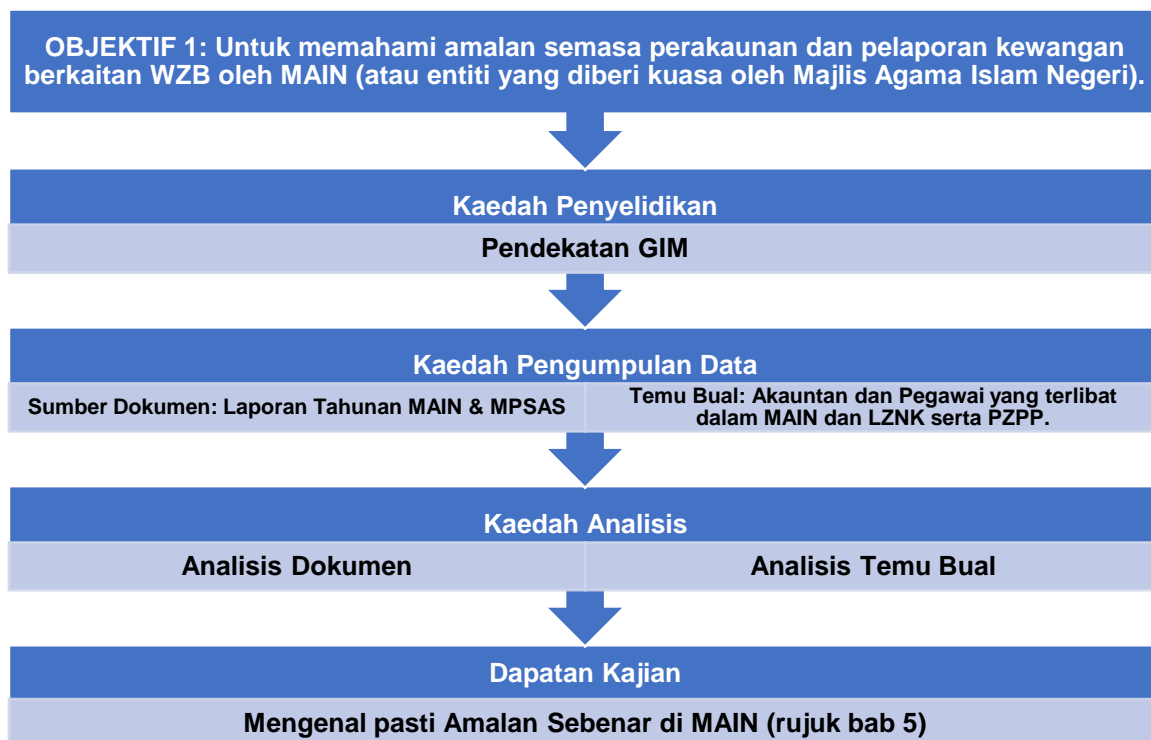 OBJEKTIF 1: Untuk memahami amalan semasa perakaunan dan pelaporan kewangan
berkaitan WZB oleh MAIN (atau entiti yang diberi kuasa oleh Majlis Agama Islam Negeri).
Kaedah Penyelidikan
Pendekatan GIM
Kaedah Pengumpulan Data
Sumber Dokumen: Laporan Tahunan MAIN & MPSAS
Temu Bual: Akauntan dan Pegawai yang terlibat
dalam MAIN dan LZNK serta PZPP.
Kaedah Analisis
Analisis Dokumen
Analisis Temu Bual
Dapatan Kajian
Mengenal pasti Amalan Sebenar di MAIN (rujuk bab 5)